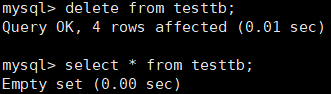 mysql> delete from testtb;
Query OK, 4 rows affected (0.01 sec)
mysql> select * from testtb;
Empty set (0.00 sec)